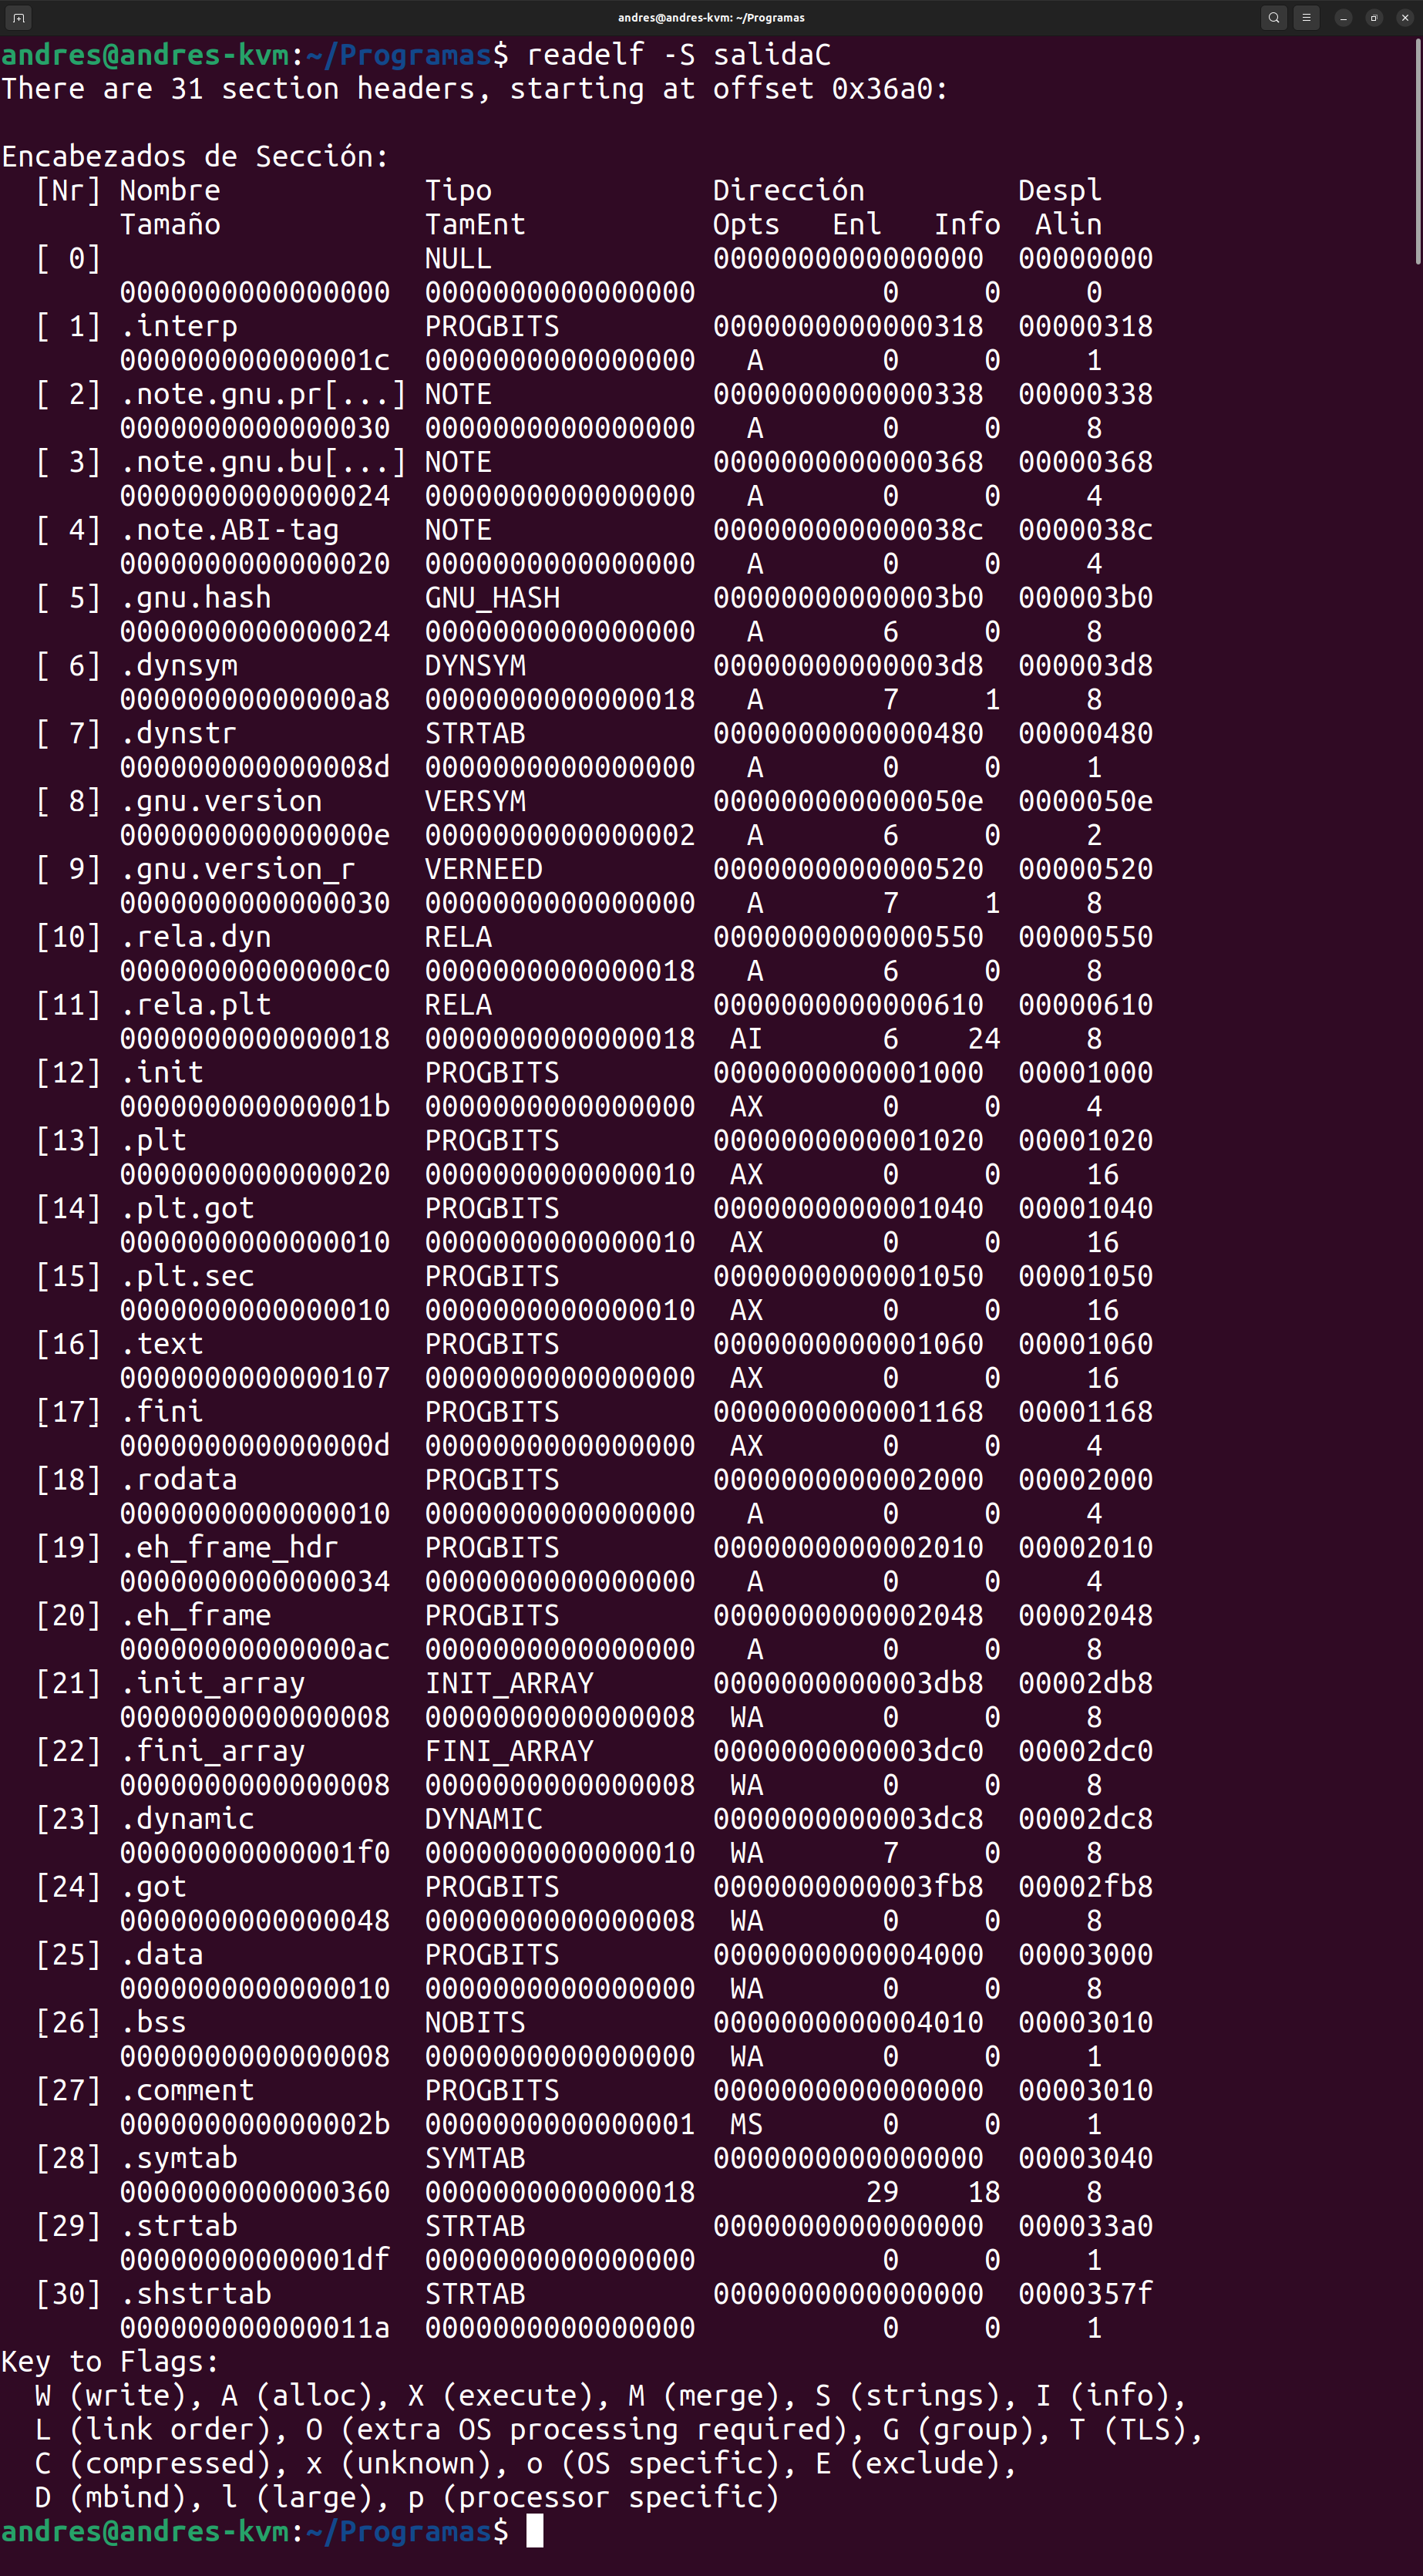 andres@andres-kvm: ~/Programas
andres@andres-kvm:~/Programas$ readelf -S salidaC
There are 31 section headers, starting at offset 0x36a0:

Encabezados de Sección:
  [Nr] Nombre            Tipo             Dirección         Despl
       Tamaño            TamEnt           Opts   Enl   Info  Alin
  [ 0]                   NULL             0000000000000000  00000000
       0000000000000000  0000000000000000           0     0     0
  [ 1] .interp           PROGBITS         0000000000000318  00000318
       000000000000001c  0000000000000000   A       0     0     1
  [ 2] .note.gnu.pr[...] NOTE             0000000000000338  00000338
       0000000000000030  0000000000000000   A       0     0     8
  [ 3] .note.gnu.bu[...] NOTE             0000000000000368  00000368
       0000000000000024  0000000000000000   A       0     0     4
  [ 4] .note.ABI-tag     NOTE             000000000000038c  0000038c
       0000000000000020  0000000000000000   A       0     0     4
  [ 5] .gnu.hash         GNU_HASH         00000000000003b0  000003b0
       0000000000000024  0000000000000000   A       6     0     8
  [ 6] .dynsym           DYNSYM           00000000000003d8  000003d8
       00000000000000a8  0000000000000018   A       7     1     8
  [ 7] .dynstr           STRTAB           0000000000000480  00000480
       000000000000008d  0000000000000000   A       0     0     1
  [ 8] .gnu.version      VERSYM           000000000000050e  0000050e
       000000000000000e  0000000000000002   A       6     0     2
  [ 9] .gnu.version_r    VERNEED          0000000000000520  00000520
       0000000000000030  0000000000000000   A       7     1     8
  [10] .rela.dyn         RELA             0000000000000550  00000550
       00000000000000c0  0000000000000018   A       6     0     8
  [11] .rela.plt         RELA             0000000000000610  00000610
       0000000000000018  0000000000000018  AI       6    24     8
  [12] .init             PROGBITS         0000000000001000  00001000
       000000000000001b  0000000000000000  AX       0     0     4
  [13] .plt              PROGBITS         0000000000001020  00001020
       0000000000000020  0000000000000010  AX       0     0     16
  [14] .plt.got          PROGBITS         0000000000001040  00001040
       0000000000000010  0000000000000010  AX       0     0     16
  [15] .plt.sec          PROGBITS         0000000000001050  00001050
       0000000000000010  0000000000000010  AX       0     0     16
  [16] .text             PROGBITS         0000000000001060  00001060
       0000000000000107  0000000000000000  AX       0     0     16
  [17] .fini             PROGBITS         0000000000001168  00001168
       000000000000000d  0000000000000000  AX       0     0     4
  [18] .rodata           PROGBITS         0000000000002000  00002000
       0000000000000010  0000000000000000   A       0     0     4
  [19] .eh_frame_hdr     PROGBITS         0000000000002010  00002010
       0000000000000034  0000000000000000   A       0     0     4
  [20] .eh_frame         PROGBITS         0000000000002048  00002048
       00000000000000ac  0000000000000000   A       0     0     8
  [21] .init_array       INIT_ARRAY       0000000000003db8  00002db8
       0000000000000008  0000000000000008  WA       0     0     8
  [22] .fini_array       FINI_ARRAY       0000000000003dc0  00002dc0
       0000000000000008  0000000000000008  WA       0     0     8
  [23] .dynamic          DYNAMIC          0000000000003dc8  00002dc8
       00000000000001f0  0000000000000010  WA       7     0     8
  [24] .got              PROGBITS         0000000000003fb8  00002fb8
       0000000000000048  0000000000000008  WA       0     0     8
  [25] .data             PROGBITS         0000000000004000  00003000
       0000000000000010  0000000000000000  WA       0     0     8
  [26] .bss              NOBITS           0000000000004010  00003010
       0000000000000008  0000000000000000  WA       0     0     1
  [27] .comment          PROGBITS         0000000000000000  00003010
       000000000000002b  0000000000000001  MS       0     0     1
  [28] .symtab           SYMTAB           0000000000000000  00003040
       0000000000000360  0000000000000018          29    18     8
  [29] .strtab           STRTAB           0000000000000000  000033a0
       00000000000001df  0000000000000000           0     0     1
  [30] .shstrtab         STRTAB           0000000000000000  0000357f
       000000000000011a  0000000000000000           0     0     1
Key to Flags:
  W (write), A (alloc), X (execute), M (merge), S (strings), I (info),
  L (link order), O (extra OS processing required), G (group), T (TLS),
  C (compressed), x (unknown), o (OS specific), E (exclude),
  D (mbind), l (large), p (processor specific)
andres@andres-kvm:~/Programas$